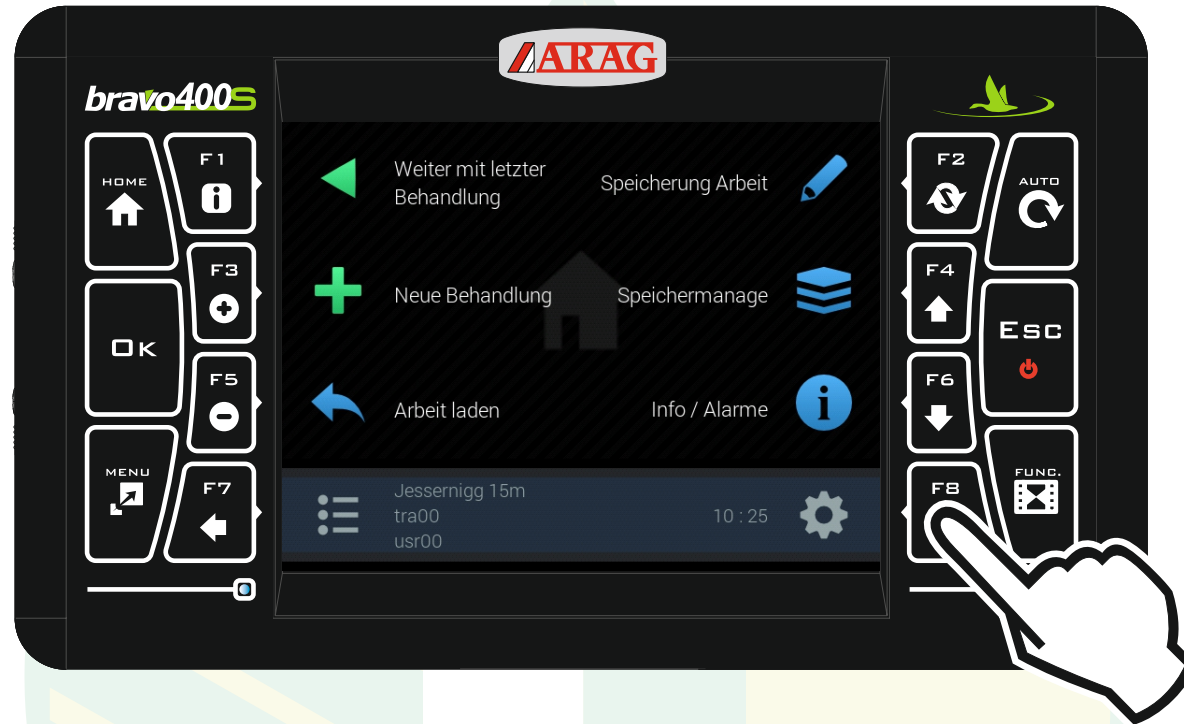 ARAG
bravo400S
HOME
F1
F3
OK
F5
MENU
F7
Weiter mit letzter
Behandlung
Speicherung Arbeit
Neue Behandlung
Speichermanage
Arbeit laden
Info / Alarme
Jessernigg 15m
tra00
10 : 25
usr00
F2
AUTO
F4
Esc
F6
FUNC.
F8